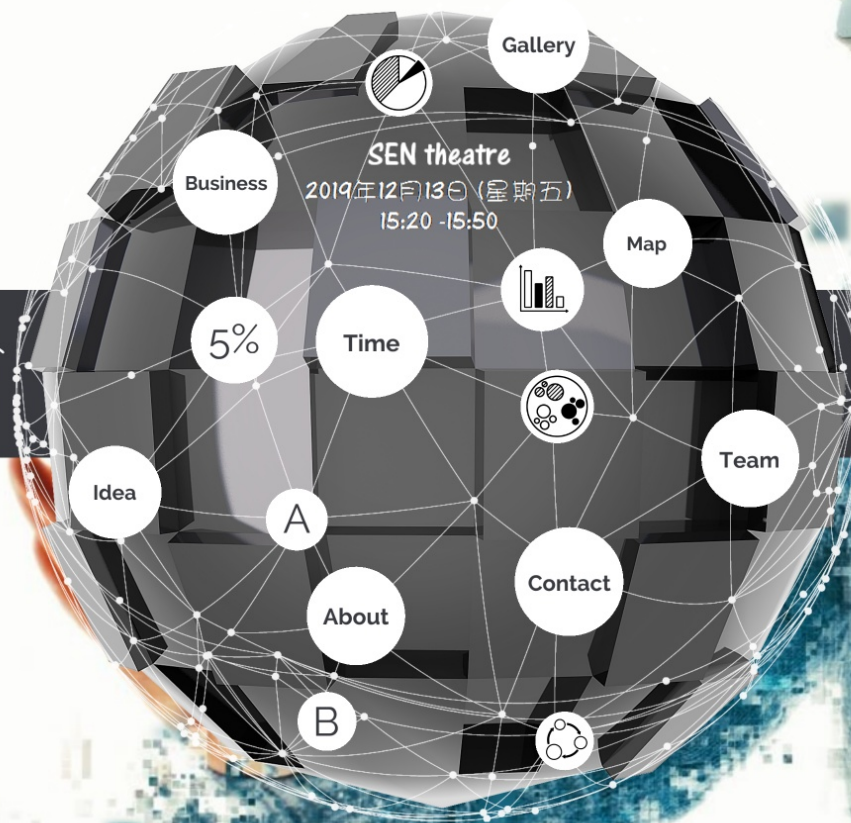 Gallery
SEN theatre
Business
2019年12月13日 (星期五)
15:20 -15:50
Map
5%
Time
Team
Idea
A
Contact
About
B